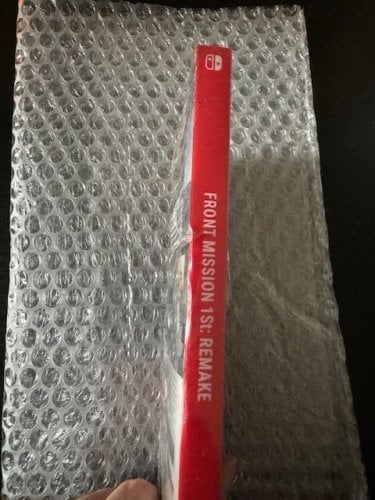 FRONT MISSION 1St: REMAKE